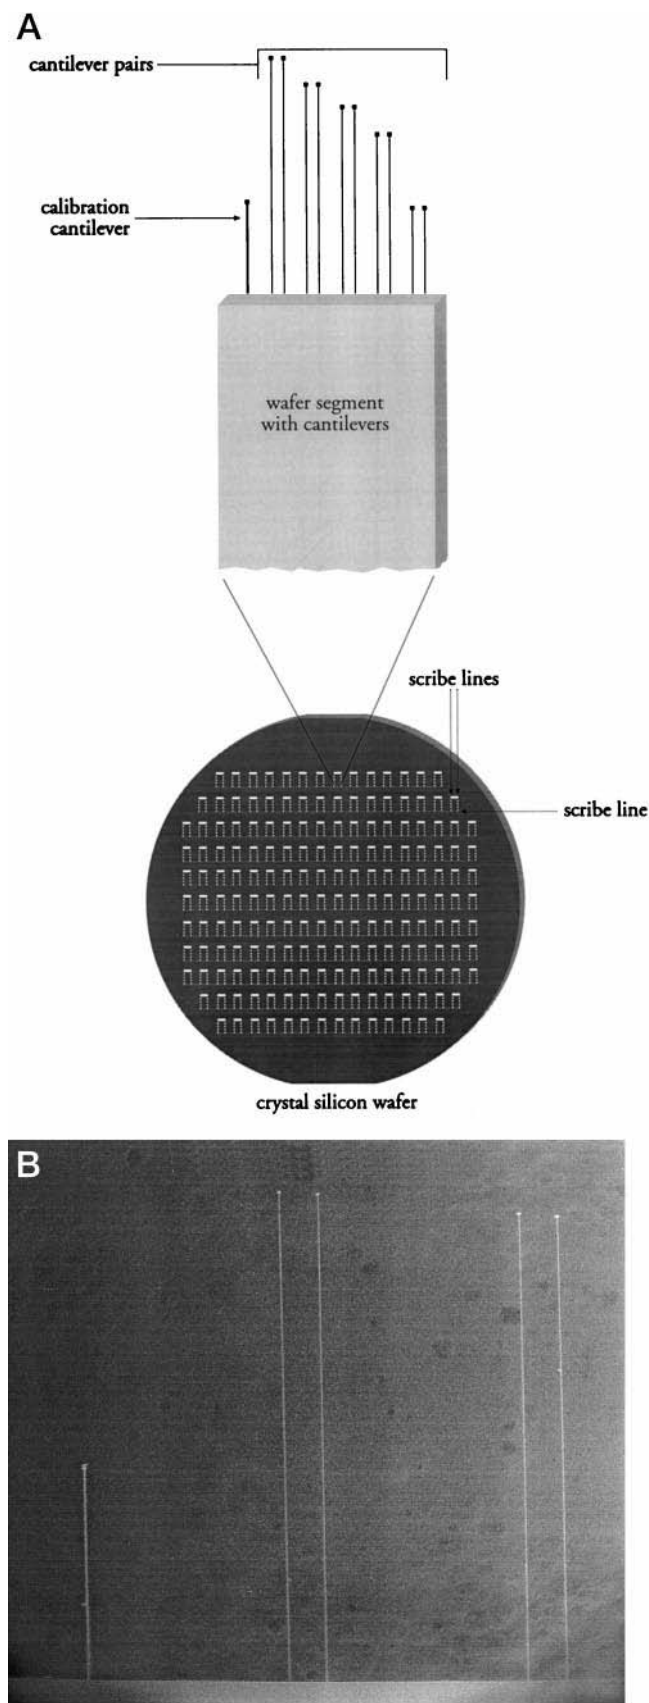 A
cantilever pairs
calibration
cantilever
wafer segment
with cantilevers
scribe lines
scribe line
crystal silicon wafer
B